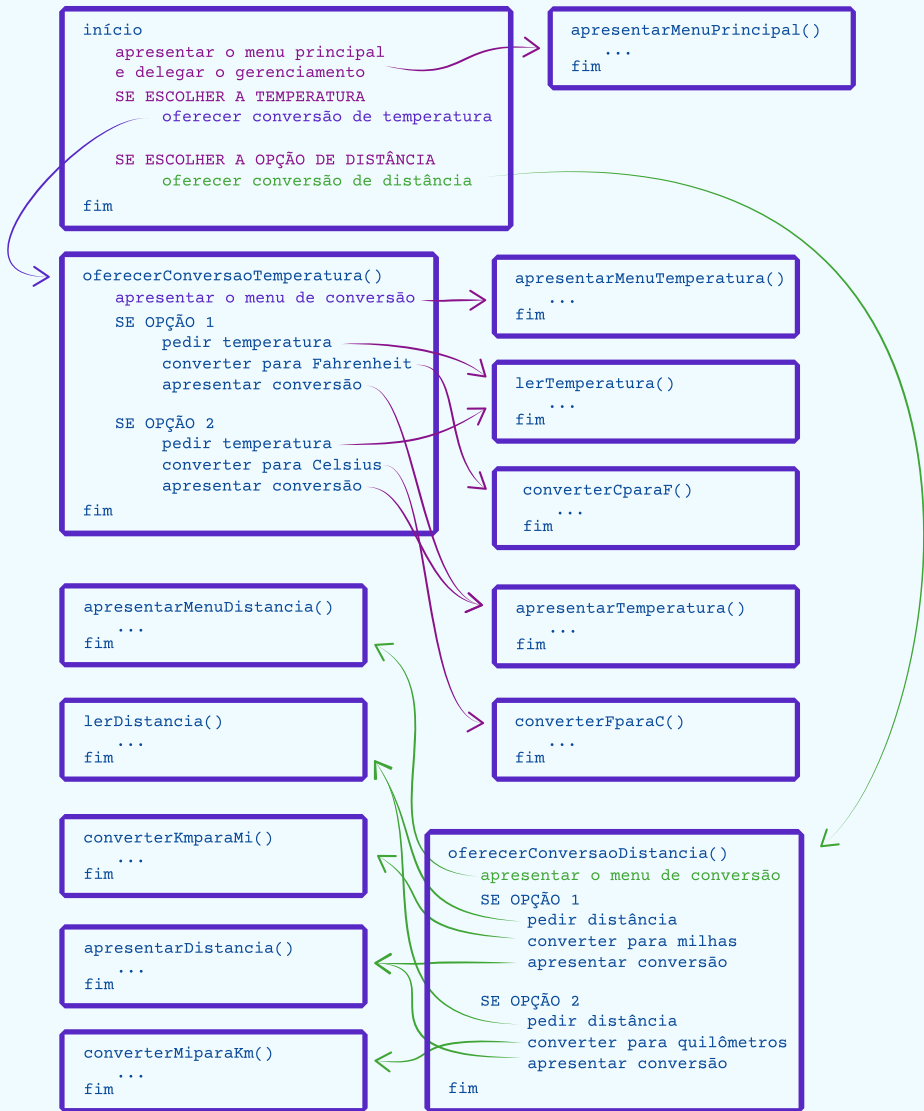 início
apresentar o menu principal
e delegar o gerenciamento
SE ESCOLHER A TEMPERATURA
oferecer conversão de temperatura
SE ESCOLHER A OPÇÃO DE DISTÂNCIA
oferecer conversão de distância
fim
apresentarMenuPrincipal()
...
fim
oferecerConversaoTemperatura()
apresentar o menu de conversão
SE OPÇÃO 1
pedir temperatura
converter para Fahrenheit
apresentar conversão
SE OPÇÃO 2
pedir temperatura
converter para Celsius
apresentar conversão
fim
apresentarMenuTemperatura()
...
fim
lerTemperatura()
...
fim
converterCparaF()
...
fim
apresentarTemperatura()
...
fim
converterFparaC()
...
fim
apresentarMenuDistancia()
...
fim
lerDistancia()
...
fim
converterKmparaMi()
...
fim
apresentarDistancia()
...
fim
converterMiparaKm()
...
fim
oferecerConversaoDistancia()
apresentar o menu de conversão
SE OPÇÃO 1
pedir distância
converter para milhas
apresentar conversão
SE OPÇÃO 2
pedir distância
converter para quilômetros
apresentar conversão
fim